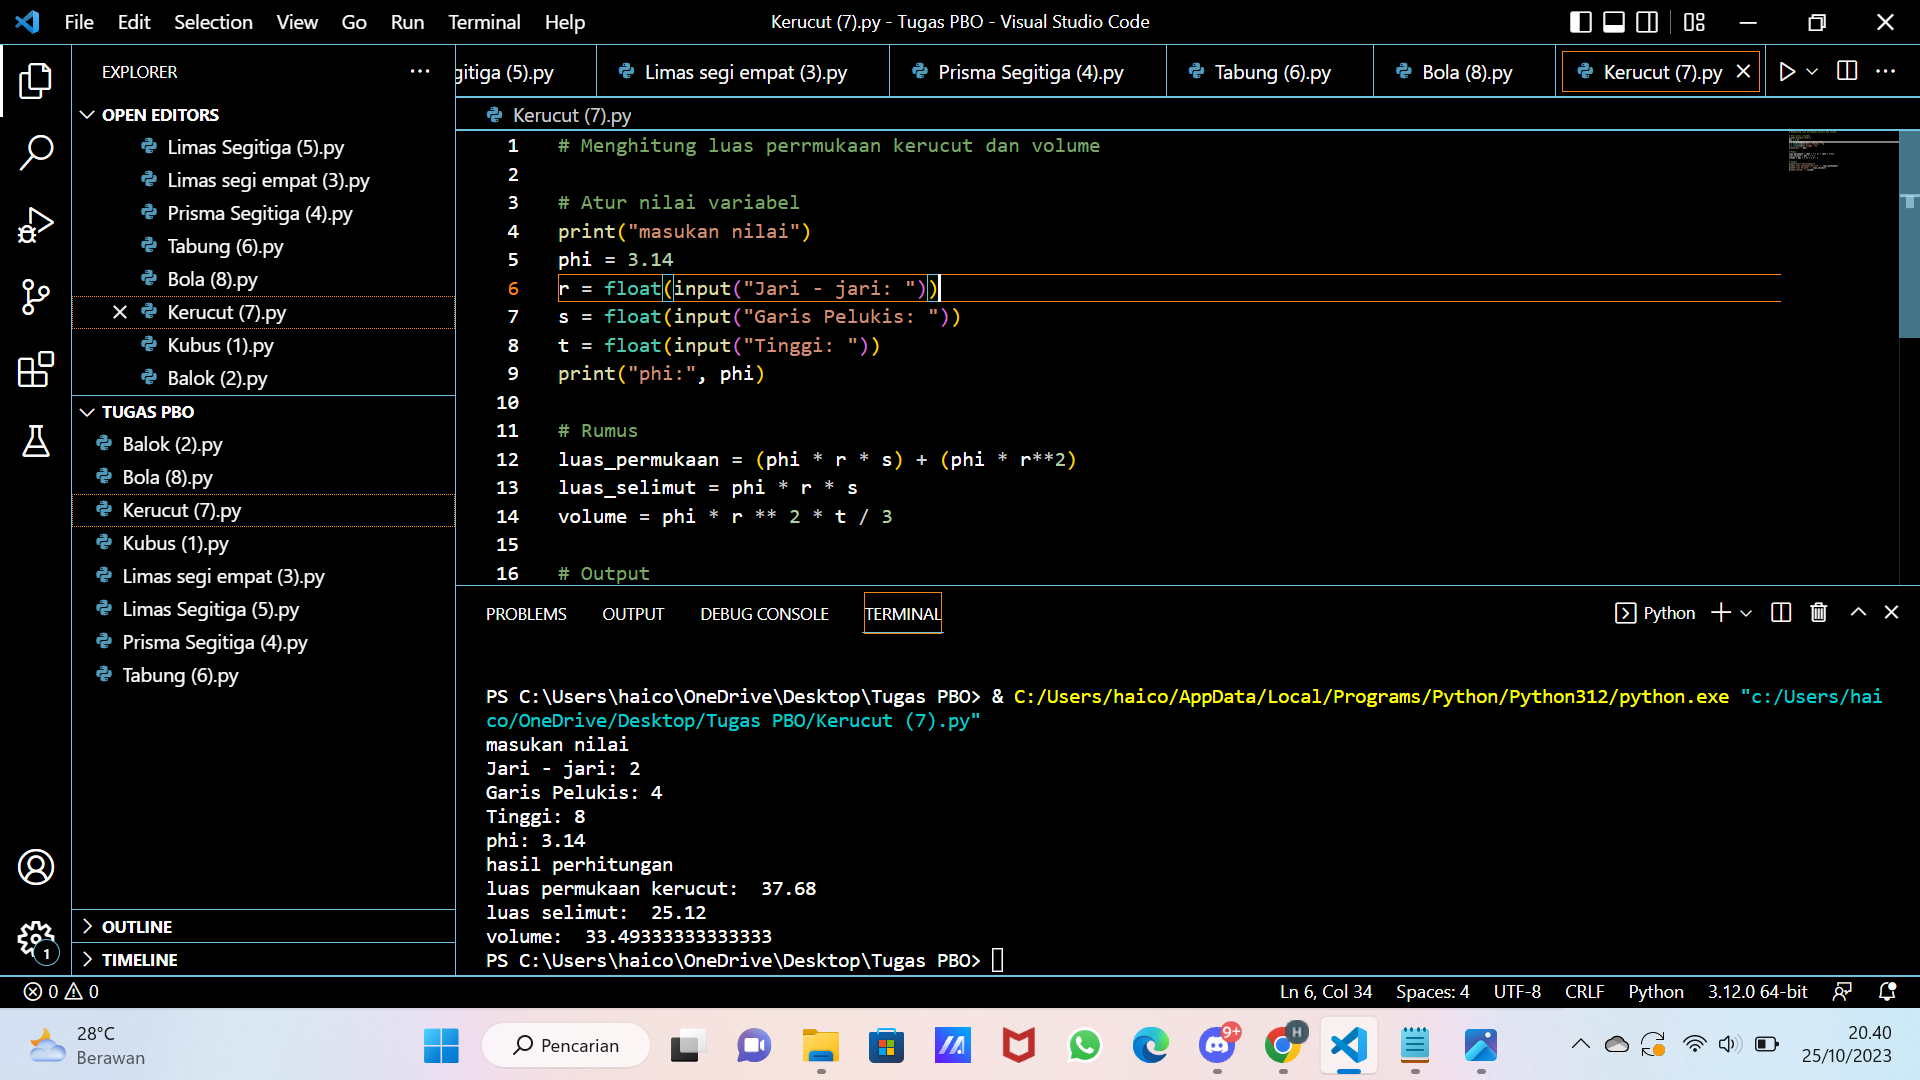 File Edit Selection View Go Run Terminal Help
Kerucut (7).py - Tugas PBO - Visual Studio Code
EXPLORER
OPEN EDITORS
Limas Segitiga (5).py
Limas segi empat (3).py
Prisma Segitiga (4).py
Tabung (6).py
Bola (8).py
Kerucut (7).py
Kubus (1).py
Balok (2).py
TUGAS PBO
Balok (2).py
Bola (8).py
Kerucut (7).py
Kubus (1).py
Limas segi empat (3).py
Limas Segitiga (5).py
Prisma Segitiga (4).py
Tabung (6).py
OUTLINE
TIMELINE
1
gitiga (5).py Limas segi empat (3).py Prisma Segitiga (4).py Tabung (6).py Bola (8).py Kerucut (7).py
Kerucut (7).py
1 # Menghitung luas perrmukaan kerucut dan volume
2
3 # Atur nilai variabel
4 print("masukan nilai")
5 phi = 3.14
6 r = float(input("Jari - jari: "))
7 s = float(input("Garis Pelukis: "))
8 t = float(input("Tinggi: "))
9 print("phi:", phi)
10
11 # Rumus
12 luas_permukaan = (phi * r * s) + (phi * r**2)
13 luas_selimut = phi * r * s
14 volume = phi * r ** 2 * t / 3
15
16 # Output
PROBLEMS OUTPUT DEBUG CONSOLE TERMINAL
Python
PS C:\Users\haico\OneDrive\Desktop\Tugas PBO> & C:/Users/haico/AppData/Local/Programs/Python/Python312/python.exe "c:/Users/hai
co/OneDrive/Desktop/Tugas PBO/Kerucut (7).py"
masukan nilai
Jari - jari: 2
Garis Pelukis: 4
Tinggi: 8
phi: 3.14
hasil perhitungan
luas permukaan kerucut:  37.68
luas selimut:  25.12
volume:  33.49333333333333
PS C:\Users\haico\OneDrive\Desktop\Tugas PBO>
0 0
Ln 6, Col 34 Spaces: 4 UTF-8 CRLF Python 3.12.0 64-bit
28°C
Berawan
Pencarian
9+
H
20.40
25/10/2023